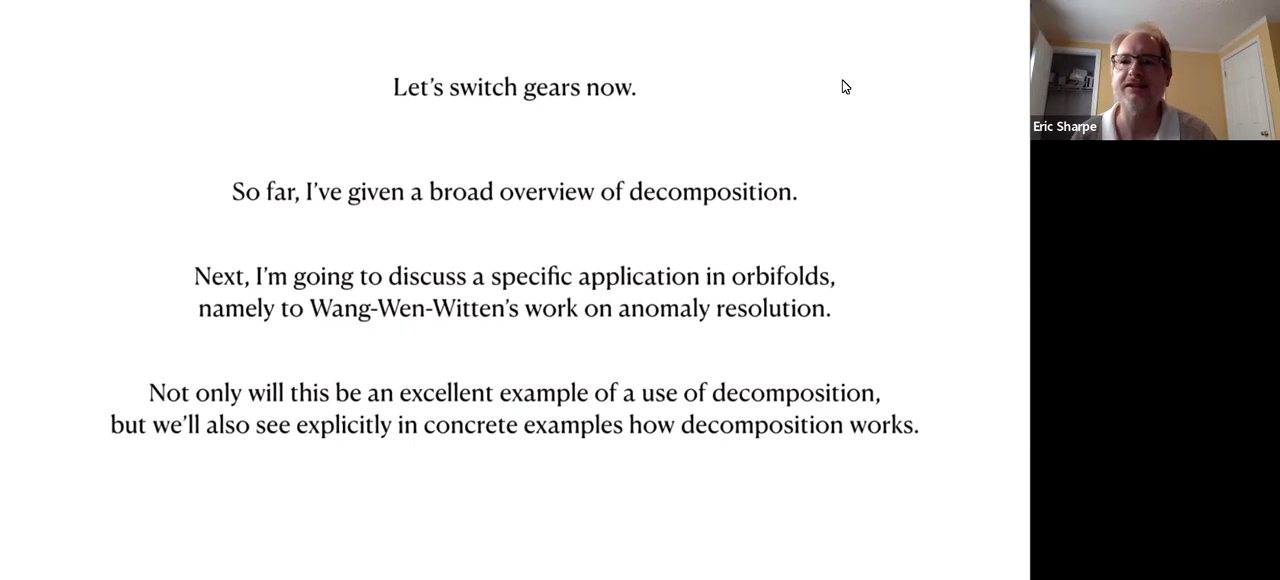 Let’s switch gears now.
So far, I’ve given a broad overview of decomposition.
Next, I’m going to discuss a specific application in orbifolds,
namely to Wang-Wen-Witten’s work on anomaly resolution.
Not only will this be an excellent example of a use of decomposition,
but we’ll also see explicitly in concrete examples how decomposition works.
Eric Sharpe